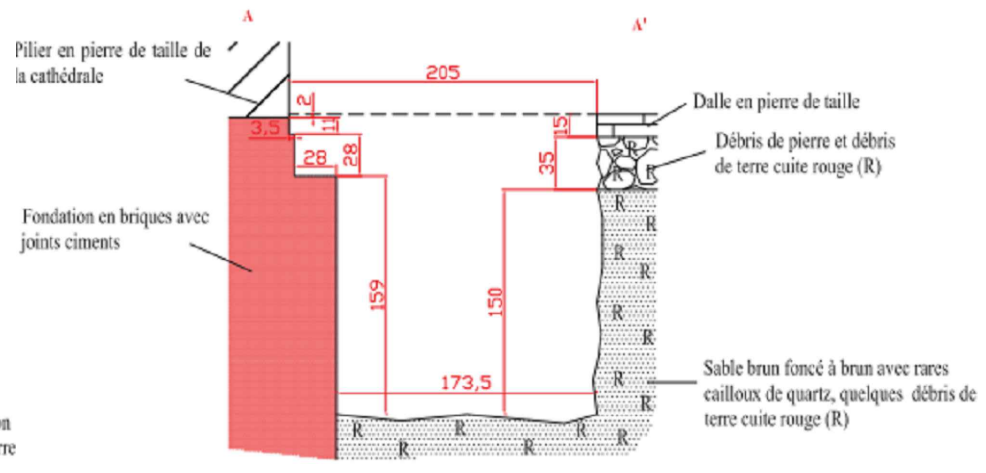 A
A'
Pilier en pierre de taille de
la cathédrale
205
Dalle en pierre de taille
2
11
15
3,5
28
28
35
Débris de pierre et débris
de terre cuite rouge (R)
R
R
R
R
R
Fondation en briques avec
joints ciments
R
R
159
150
R
R
Sable brun foncé à brun avec rares
cailloux de quartz, quelques débris de
terre cuite rouge (R)
173,5
R
R
R
R
R
R
R
R